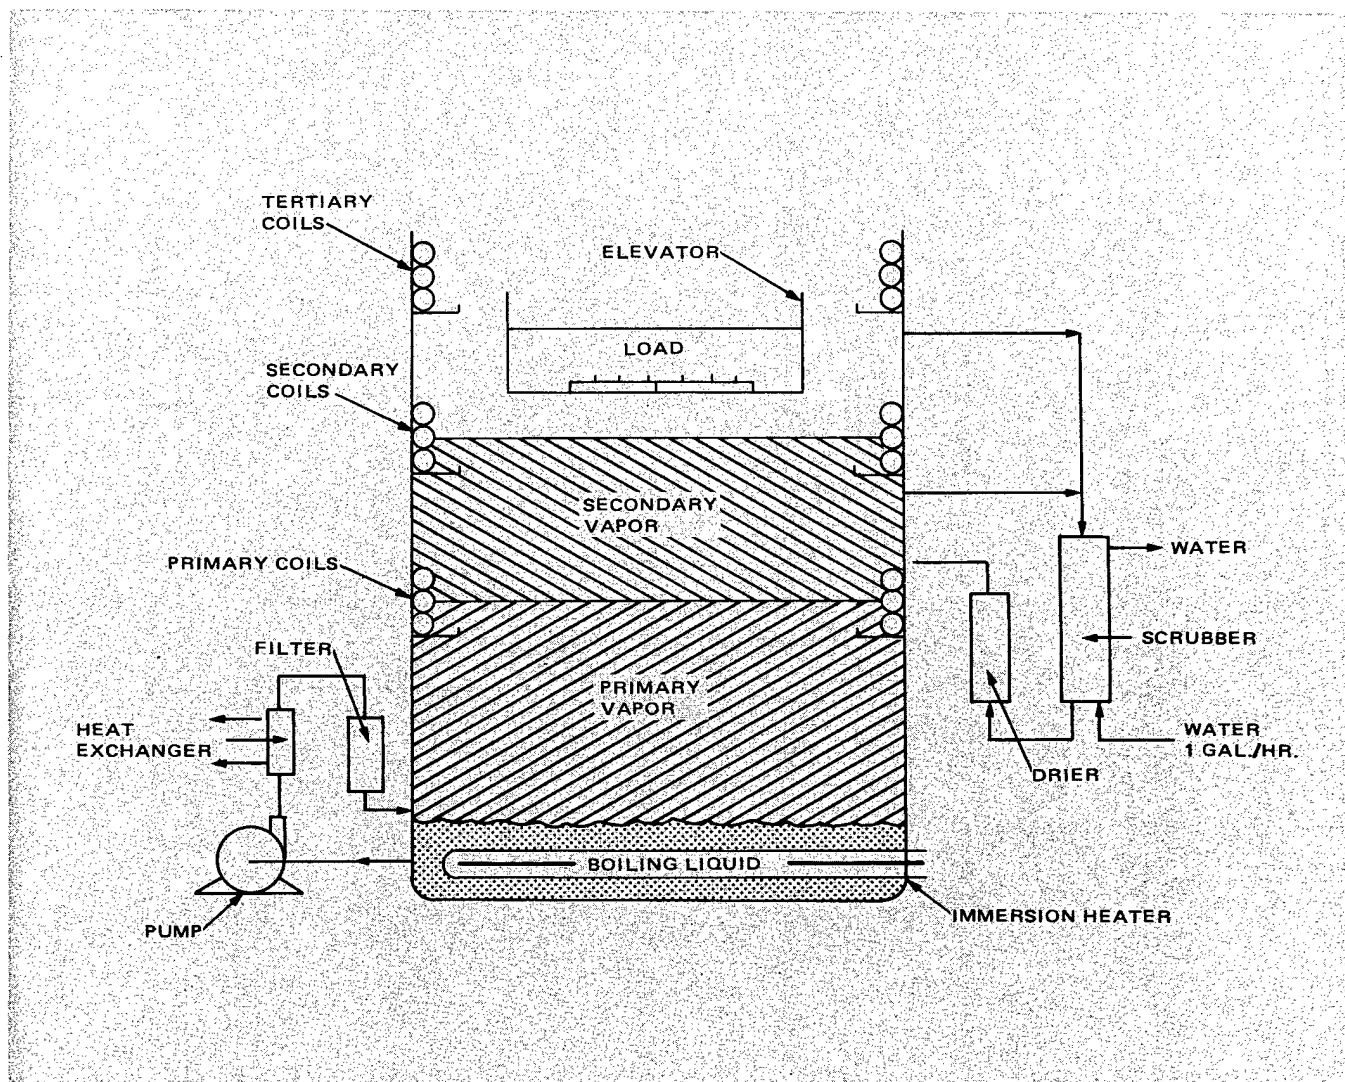 TERTIARY
COILS
ELEVATOR
LOAD
SECONDARY
COILS
SECONDARY
VAPOR
WATER
PRIMARY COILS
SCRUBBER
FILTER
PRIMARY
VAPOR
HEAT
EXCHANGER
WATER
1 GAL./HR.
DRIER
BOILING LIQUID
IMMERSION HEATER
PUMP